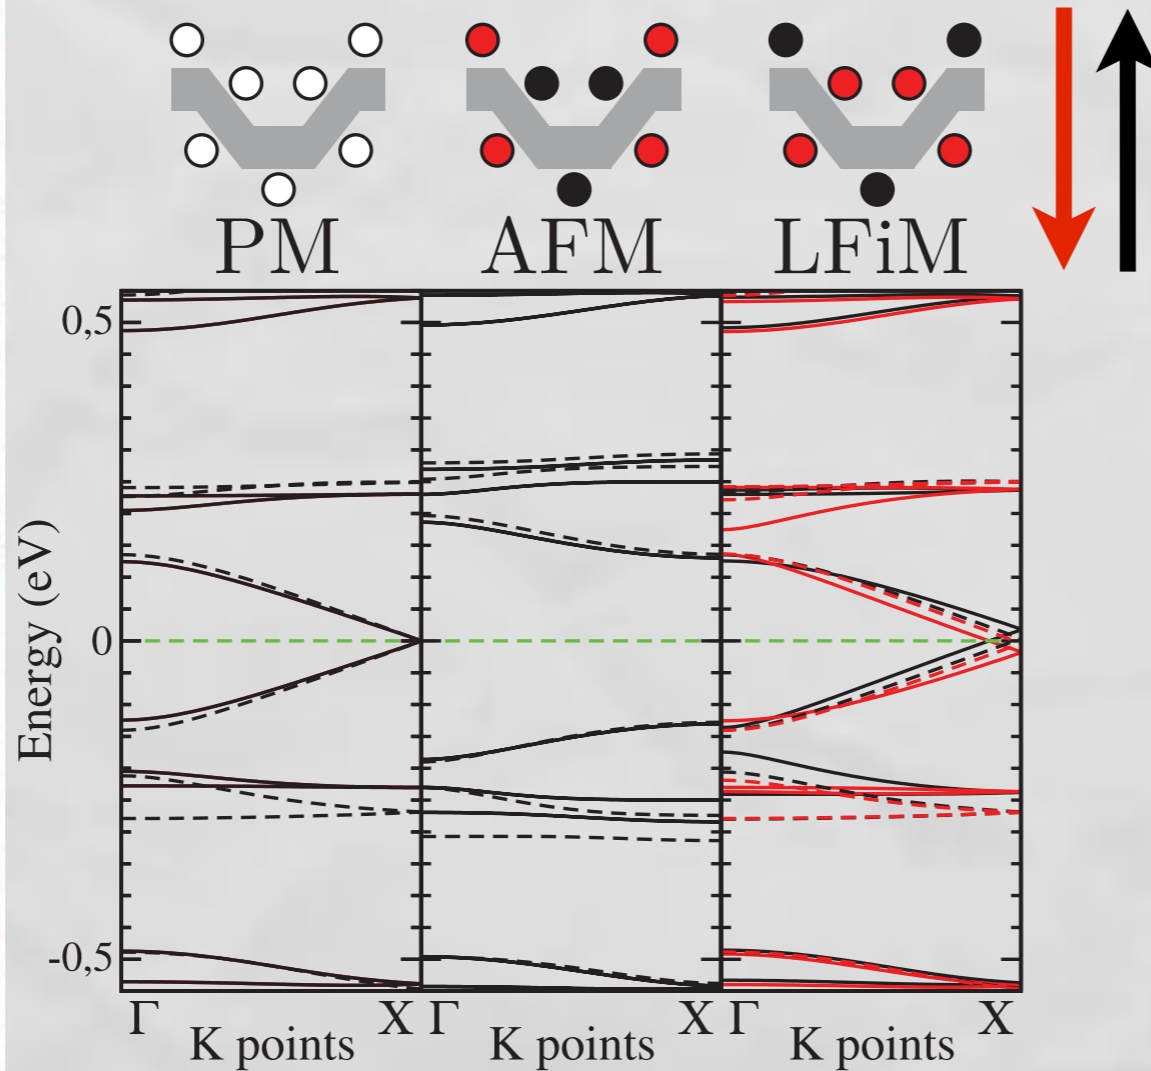 PM AFM LFiM
0,5
0
-0,5
Energy (eV)
Γ X Γ X Γ X
K points K points K points